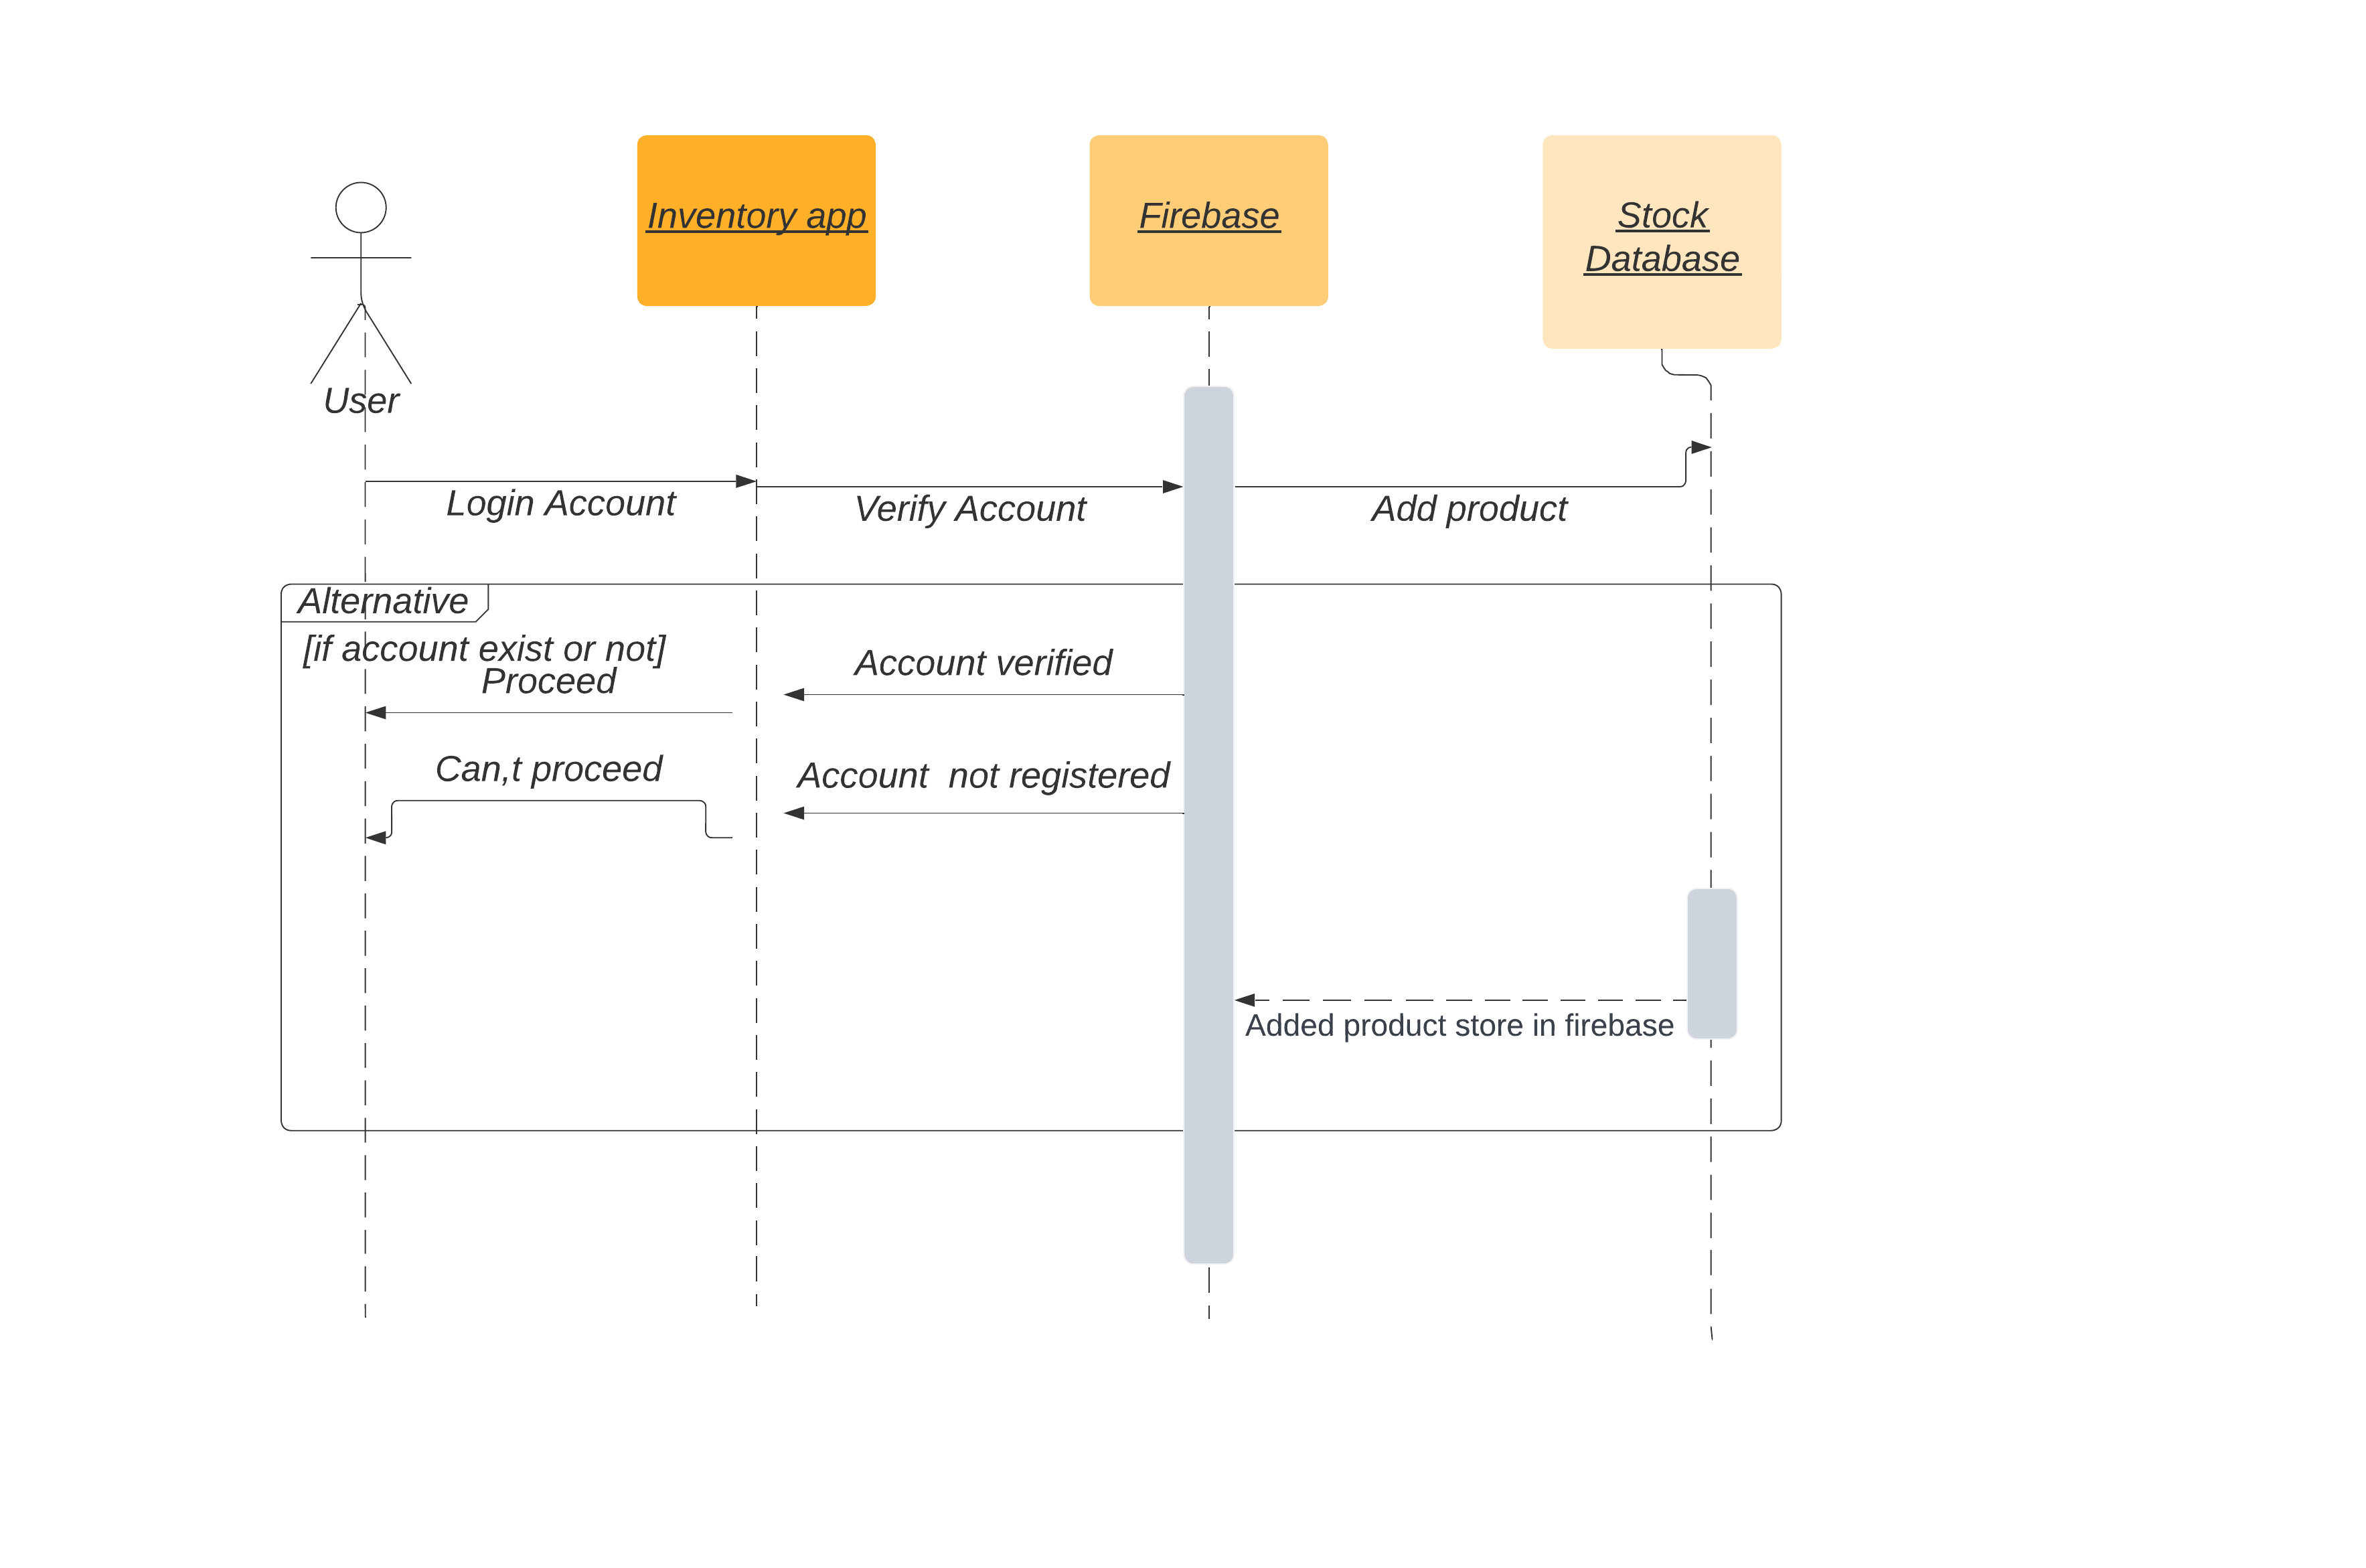 Inventory app
Firebase
Stock
Database
User
Login Account
Verify Account
Add product
Alternative
[if account exist or not]
Proceed
Account verified
Can,t proceed
Account  not registered
Added product store in firebase